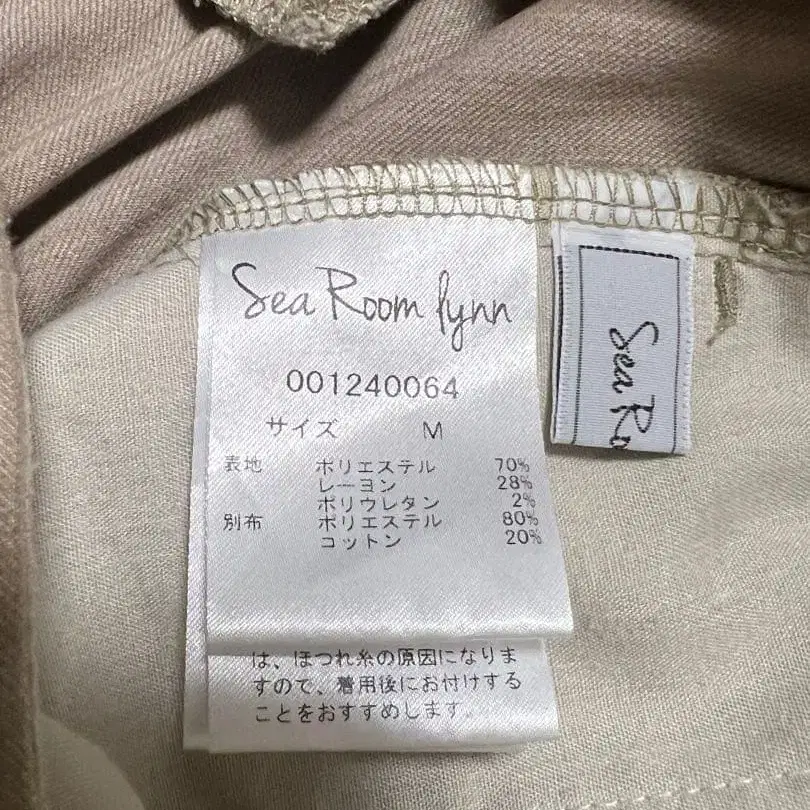 Sea Room lynn
001240064
サイズ M
表地 ポリエステル 70%
レーヨン 28%
ポリウレタン 2%
別布 ポリエステル 80%
コットン 20%
は、ほつれ糸の原因になりま
すので、着用後にお付けする
ことをおすすめします。
Sea Ro